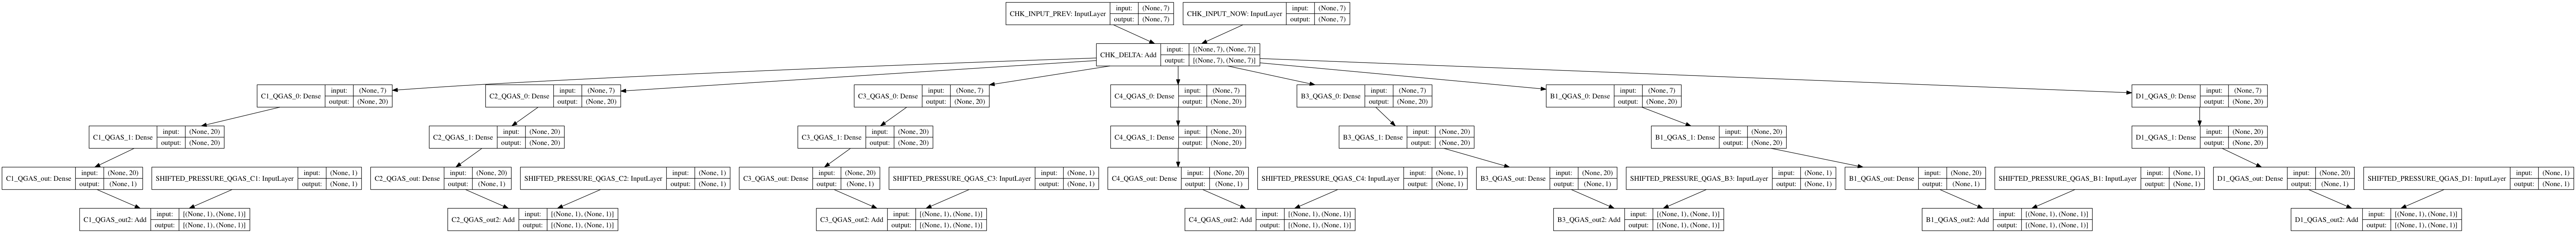 CHK_INPUT_PREV: InputLayer input: (None, 7) output: (None, 7)
CHK_INPUT_NOW: InputLayer input: (None, 7) output: (None, 7)
CHK_DELTA: Add input: [(None, 7), (None, 7)] output: [(None, 7), (None, 7)]
C1_QGAS_0: Dense input: (None, 7) output: (None, 20)
C2_QGAS_0: Dense input: (None, 7) output: (None, 20)
C3_QGAS_0: Dense input: (None, 7) output: (None, 20)
C4_QGAS_0: Dense input: (None, 7) output: (None, 20)
B3_QGAS_0: Dense input: (None, 7) output: (None, 20)
B1_QGAS_0: Dense input: (None, 7) output: (None, 20)
D1_QGAS_0: Dense input: (None, 7) output: (None, 20)
C1_QGAS_1: Dense input: (None, 20) output: (None, 20)
C2_QGAS_1: Dense input: (None, 20) output: (None, 20)
C3_QGAS_1: Dense input: (None, 20) output: (None, 20)
C4_QGAS_1: Dense input: (None, 20) output: (None, 20)
B3_QGAS_1: Dense input: (None, 20) output: (None, 20)
B1_QGAS_1: Dense input: (None, 20) output: (None, 20)
D1_QGAS_1: Dense input: (None, 20) output: (None, 20)
C1_QGAS_out: Dense input: (None, 20) output: (None, 1)
SHIFTED_PRESSURE_QGAS_C1: InputLayer input: (None, 1) output: (None, 1)
C2_QGAS_out: Dense input: (None, 20) output: (None, 1)
SHIFTED_PRESSURE_QGAS_C2: InputLayer input: (None, 1) output: (None, 1)
C3_QGAS_out: Dense input: (None, 20) output: (None, 1)
SHIFTED_PRESSURE_QGAS_C3: InputLayer input: (None, 1) output: (None, 1)
C4_QGAS_out: Dense input: (None, 20) output: (None, 1)
SHIFTED_PRESSURE_QGAS_C4: InputLayer input: (None, 1) output: (None, 1)
B3_QGAS_out: Dense input: (None, 20) output: (None, 1)
SHIFTED_PRESSURE_QGAS_B3: InputLayer input: (None, 1) output: (None, 1)
B1_QGAS_out: Dense input: (None, 20) output: (None, 1)
SHIFTED_PRESSURE_QGAS_B1: InputLayer input: (None, 1) output: (None, 1)
D1_QGAS_out: Dense input: (None, 20) output: (None, 1)
SHIFTED_PRESSURE_QGAS_D1: InputLayer input: (None, 1) output: (None, 1)
C1_QGAS_out2: Add input: [(None, 1), (None, 1)] output: [(None, 1), (None, 1)]
C2_QGAS_out2: Add input: [(None, 1), (None, 1)] output: [(None, 1), (None, 1)]
C3_QGAS_out2: Add input: [(None, 1), (None, 1)] output: [(None, 1), (None, 1)]
C4_QGAS_out2: Add input: [(None, 1), (None, 1)] output: [(None, 1), (None, 1)]
B3_QGAS_out2: Add input: [(None, 1), (None, 1)] output: [(None, 1), (None, 1)]
B1_QGAS_out2: Add input: [(None, 1), (None, 1)] output: [(None, 1), (None, 1)]
D1_QGAS_out2: Add input: [(None, 1), (None, 1)] output: [(None, 1), (None, 1)]